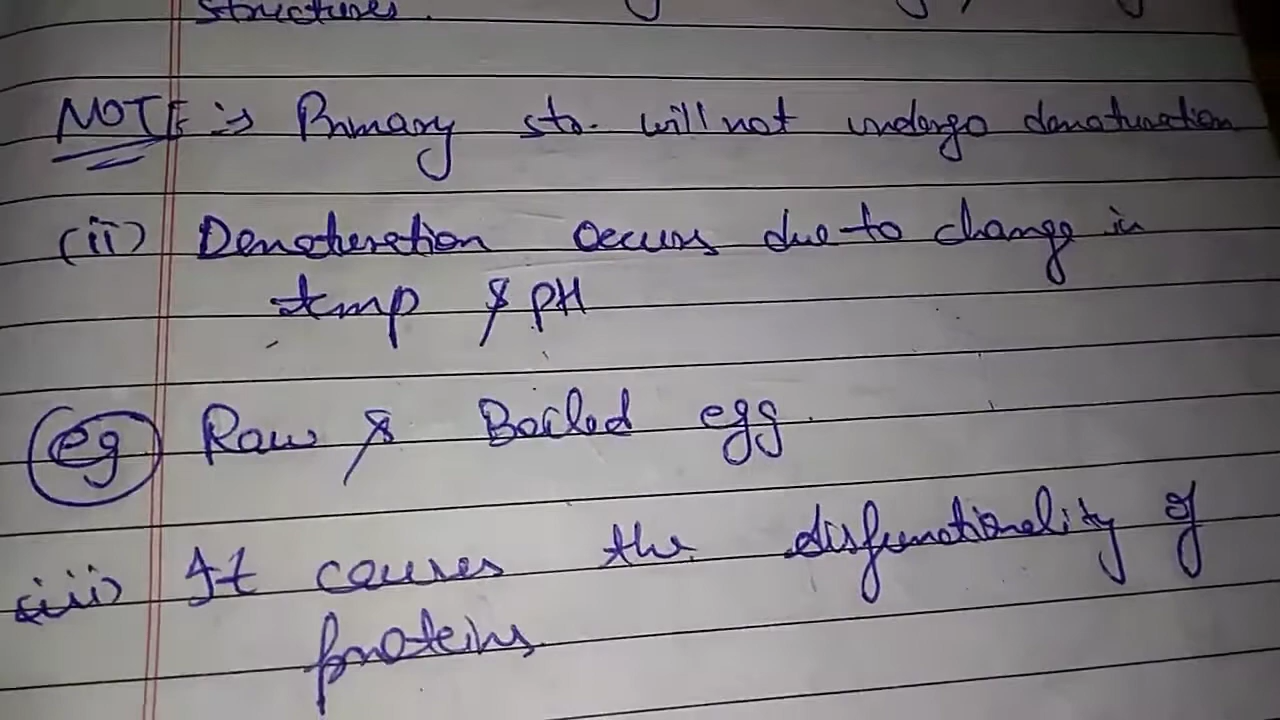 structures.
NOTE :→ Primary str. will not undergo denaturation
(ii) Denaturation occurs due to change in
temp & PH
eg Raw & Boiled egg.
(iii) It causes the disfunctionality of
proteins